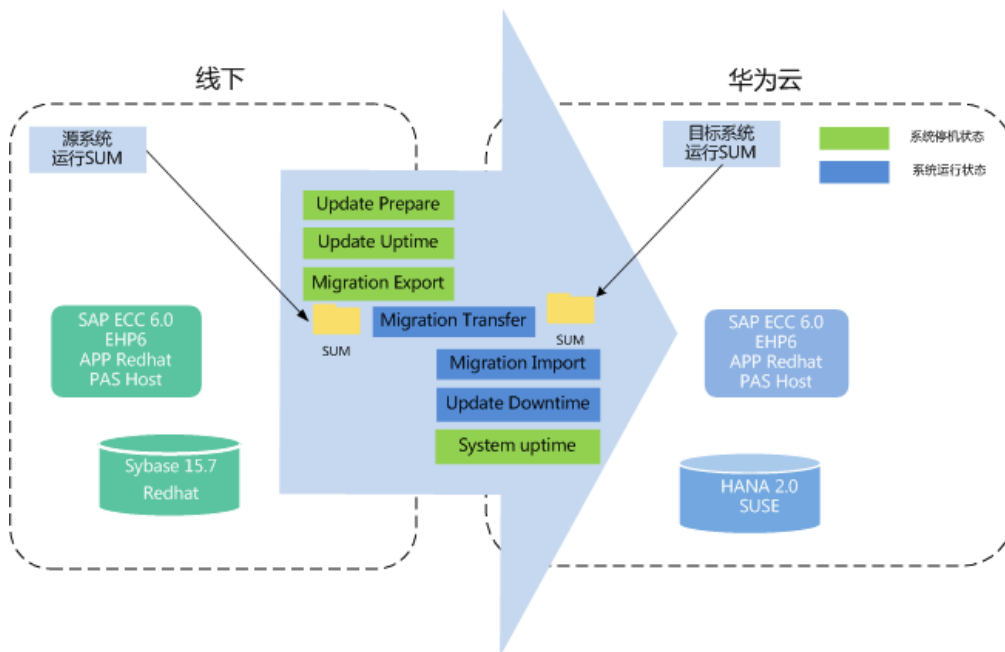 线下
华为云
源系统
运行SUM
目标系统
运行SUM
系统停机状态
系统运行状态
Update Prepare
Update Uptime
Migration Export
SUM
Migration Transfer
SUM
Migration Import
Update Downtime
System uptime
SAP ECC 6.0
EHP6
APP Redhat
PAS Host
Sybase 15.7
Redhat
SAP ECC 6.0
EHP6
APP Redhat
PAS Host
HANA 2.0
SUSE